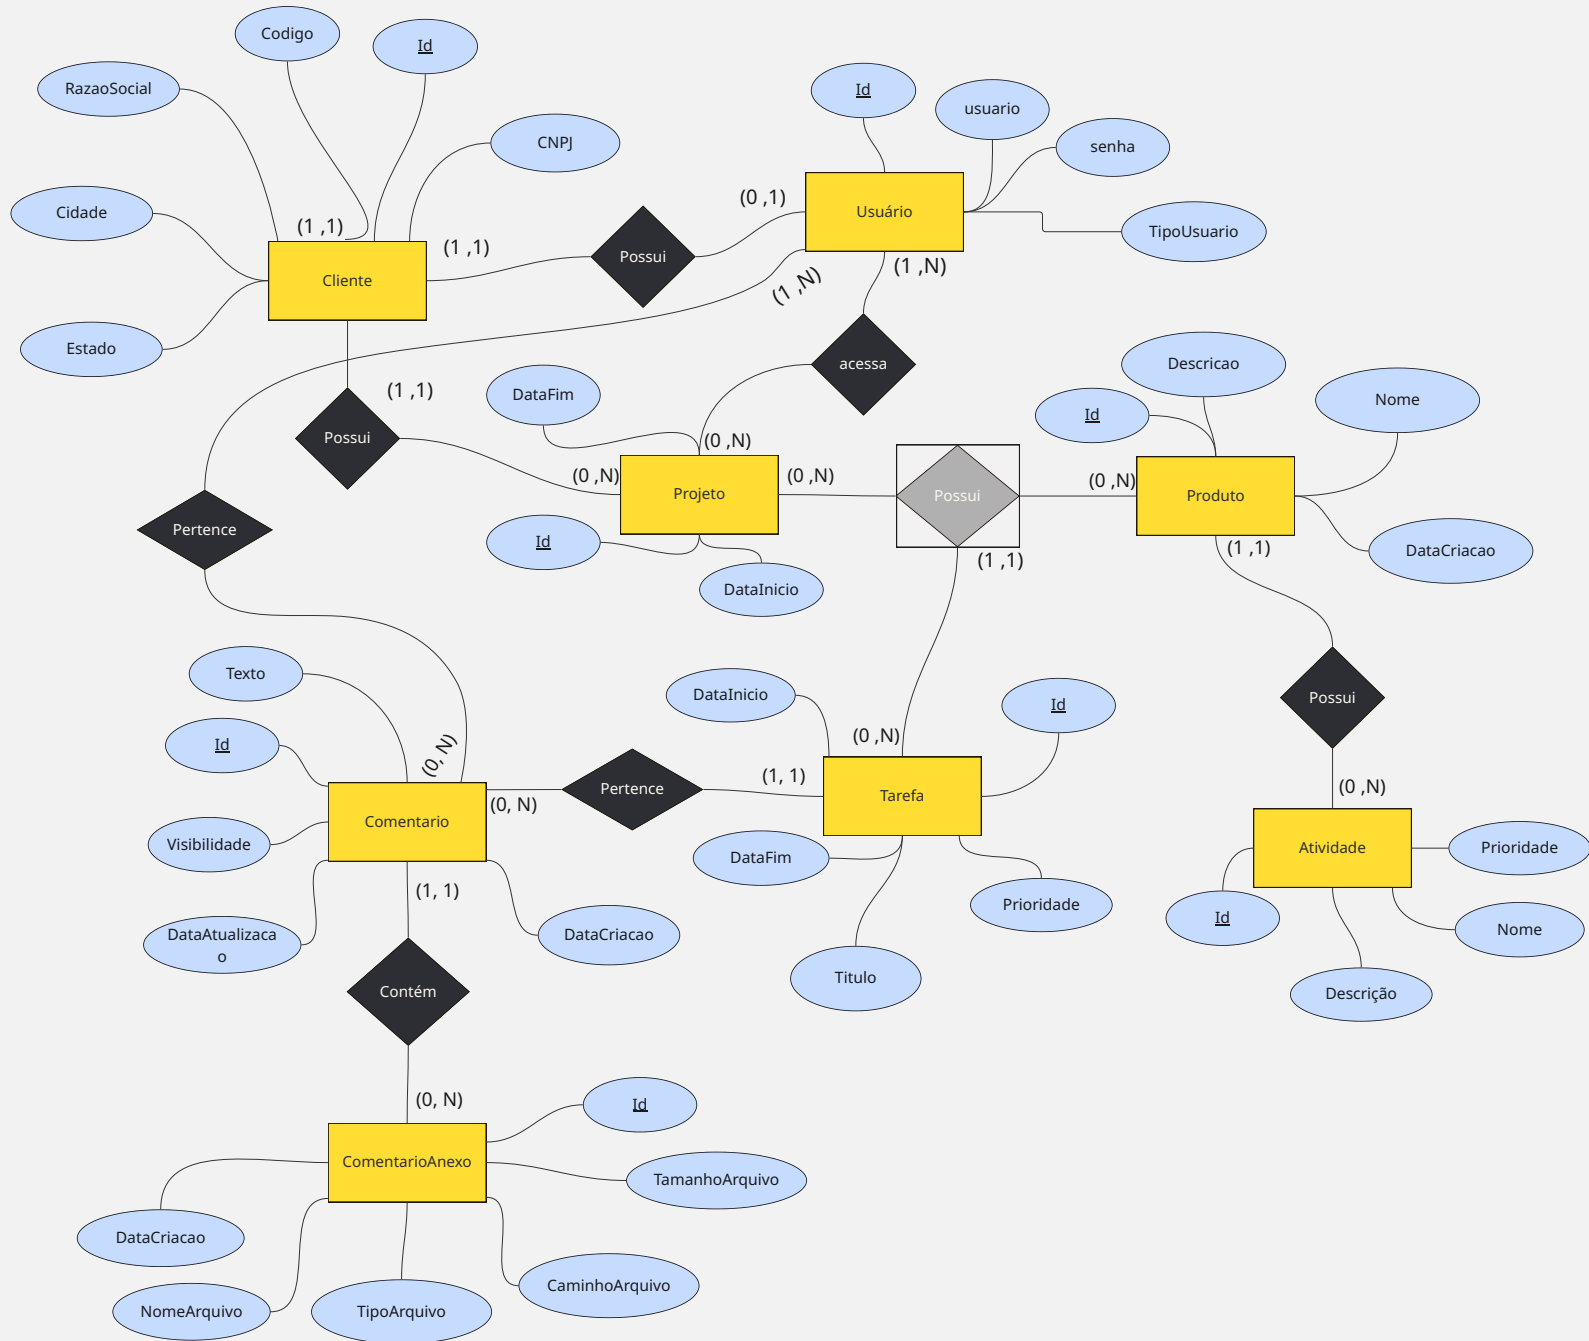 Codigo
Id
RazaoSocial
CNPJ
Id
usuario
senha
Cidade
(1 ,1)
(1 ,1)
Possui
(0 ,1)
Usuário
TipoUsuario
Cliente
(1 ,N)
(1 ,N)
Estado
acessa
(1 ,1)
Possui
DataFim
(0 ,N)
Descricao
Id
Nome
(0 ,N)
Projeto
(0 ,N)
Possui
(0 ,N)
Produto
Pertence
Id
DataInicio
(1 ,1)
(1 ,1)
DataCriacao
Texto
Id
(0, N)
DataInicio
Id
Possui
(0 ,N)
Visibilidade
Comentario
(0, N)
Pertence
(1, 1)
Tarefa
(0 ,N)
Atividade
Prioridade
DataFim
(1, 1)
DataAtualizaca
o
DataCriacao
Titulo
Prioridade
Id
Nome
Descrição
Contém
(0, N)
Id
ComentarioAnexo
TamanhoArquivo
DataCriacao
NomeArquivo
TipoArquivo
CaminhoArquivo